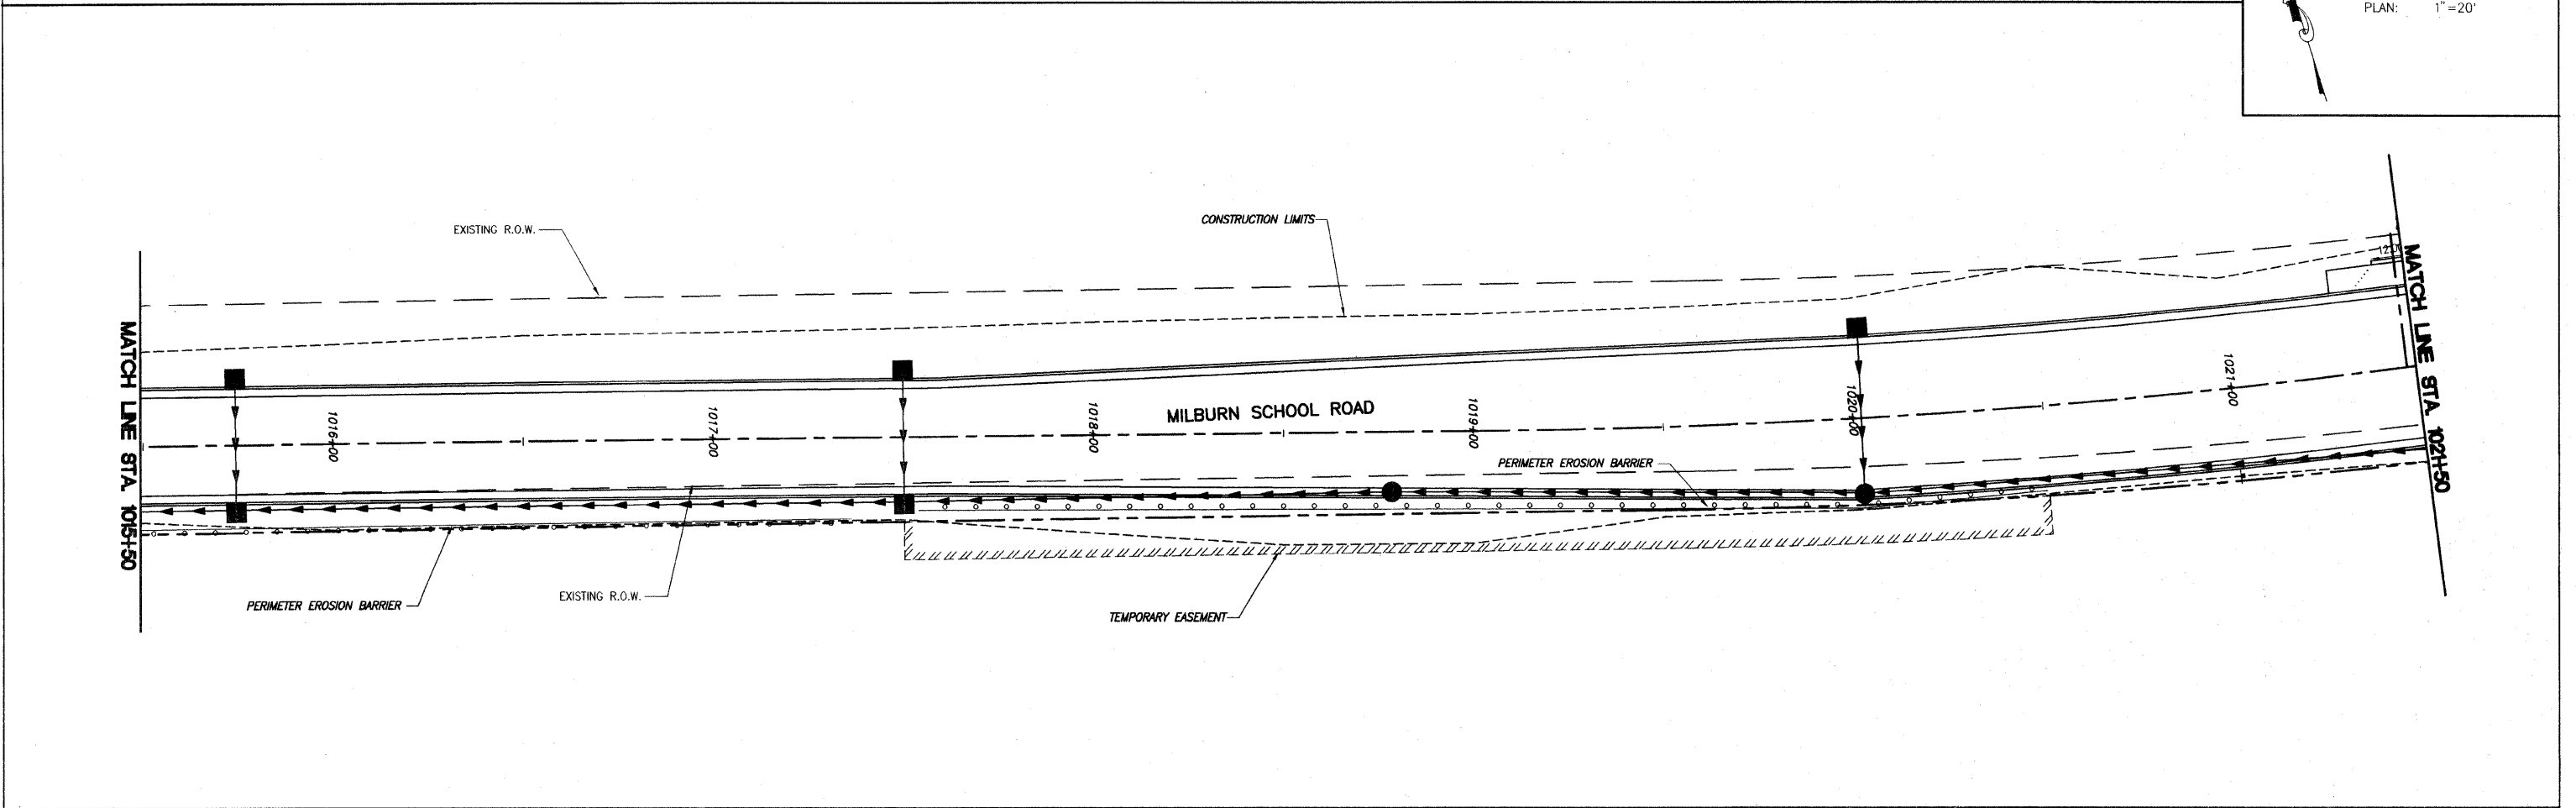 PLAN: 1"=20'
CONSTRUCTION LIMITS
EXISTING R.O.W.
MATCH LINE STA. 1015+50
1016+00
1017+00
1018+00
MILBURN SCHOOL ROAD
1019+00
1020+00
1021+00
MATCH LINE STA. 1021+50
PERIMETER EROSION BARRIER
PERIMETER EROSION BARRIER
EXISTING R.O.W.
TEMPORARY EASEMENT